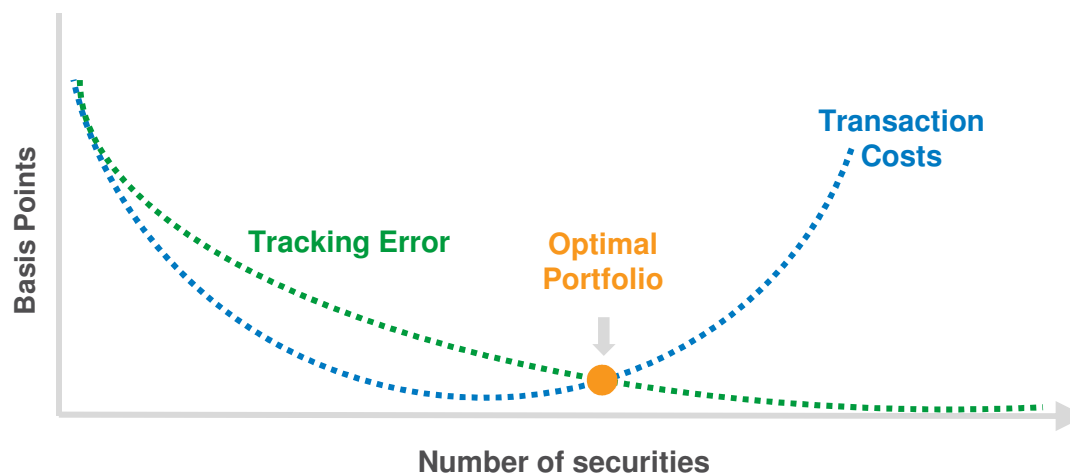 Transaction
Costs
Tracking Error
Optimal
Portfolio
Basis Points
Number of securities